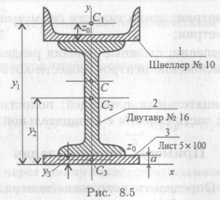 y₁
C₁
z₀
1
Швеллер № 10
y₁
C
C₂
2
Двутавр № 16
y₂
3
Лист 5×100
z₀
a
y₃
C₃
x
Рис. 8.5